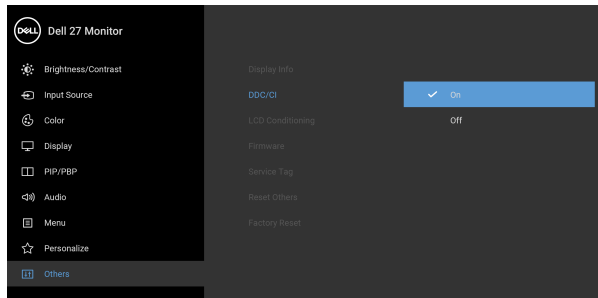 DELL Dell 27 Monitor
Brightness/Contrast
Display Info
Input Source
DDC/CI
On
Color
LCD Conditioning
Off
Display
Firmware
PIP/PBP
Service Tag
Audio
Reset Others
Menu
Factory Reset
Personalize
Others